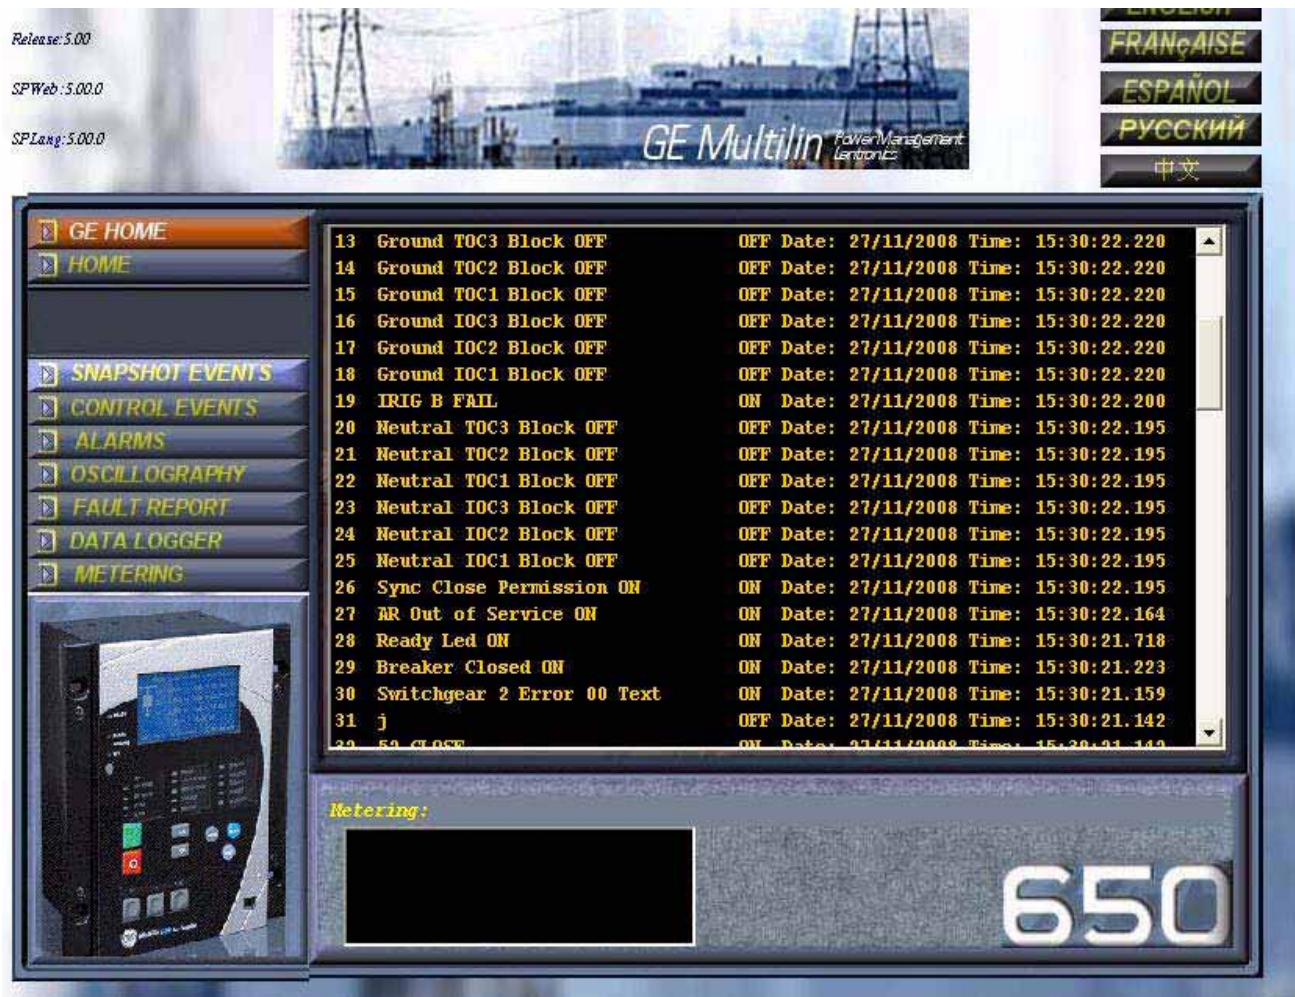 ENGLISH
Release:5.00
FRANçAISE
SPWeb:5.00.0
ESPAÑOL
SPLang:5.00.0
РУССКИЙ
GE Multilin PowerManagement
Lentronics
中文
GE HOME
HOME
SNAPSHOT EVENTS
CONTROL EVENTS
ALARMS
OSCILLOGRAPHY
FAULT REPORT
DATA LOGGER
METERING
13 Ground TOC3 Block OFF OFF Date: 27/11/2008 Time: 15:30:22.220
14 Ground TOC2 Block OFF OFF Date: 27/11/2008 Time: 15:30:22.220
15 Ground TOC1 Block OFF OFF Date: 27/11/2008 Time: 15:30:22.220
16 Ground IOC3 Block OFF OFF Date: 27/11/2008 Time: 15:30:22.220
17 Ground IOC2 Block OFF OFF Date: 27/11/2008 Time: 15:30:22.220
18 Ground IOC1 Block OFF OFF Date: 27/11/2008 Time: 15:30:22.220
19 IRIG B FAIL ON Date: 27/11/2008 Time: 15:30:22.200
20 Neutral TOC3 Block OFF OFF Date: 27/11/2008 Time: 15:30:22.195
21 Neutral TOC2 Block OFF OFF Date: 27/11/2008 Time: 15:30:22.195
22 Neutral TOC1 Block OFF OFF Date: 27/11/2008 Time: 15:30:22.195
23 Neutral IOC3 Block OFF OFF Date: 27/11/2008 Time: 15:30:22.195
24 Neutral IOC2 Block OFF OFF Date: 27/11/2008 Time: 15:30:22.195
25 Neutral IOC1 Block OFF OFF Date: 27/11/2008 Time: 15:30:22.195
26 Sync Close Permission ON ON Date: 27/11/2008 Time: 15:30:22.195
27 AR Out of Service ON ON Date: 27/11/2008 Time: 15:30:22.164
28 Ready Led ON ON Date: 27/11/2008 Time: 15:30:21.718
29 Breaker Closed ON ON Date: 27/11/2008 Time: 15:30:21.223
30 Switchgear 2 Error 00 Text ON Date: 27/11/2008 Time: 15:30:21.159
31 j OFF Date: 27/11/2008 Time: 15:30:21.142
32 52 CLOSE ON Date: 27/11/2008 Time: 15:30:21.142
Metering:
650